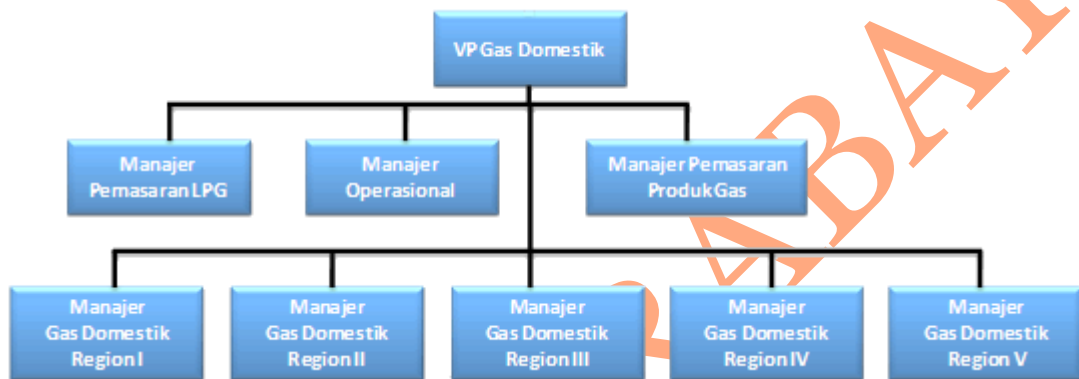 VP Gas Domestik
Manajer
Pemasaran LPG
Manajer
Operasional
Manajer Pemasaran
Produk Gas
Manajer
Gas Domestik
Region I
Manajer
Gas Domestik
Region II
Manajer
Gas Domestik
Region III
Manajer
Gas Domestik
Region IV
Manajer
Gas Domestik
Region V